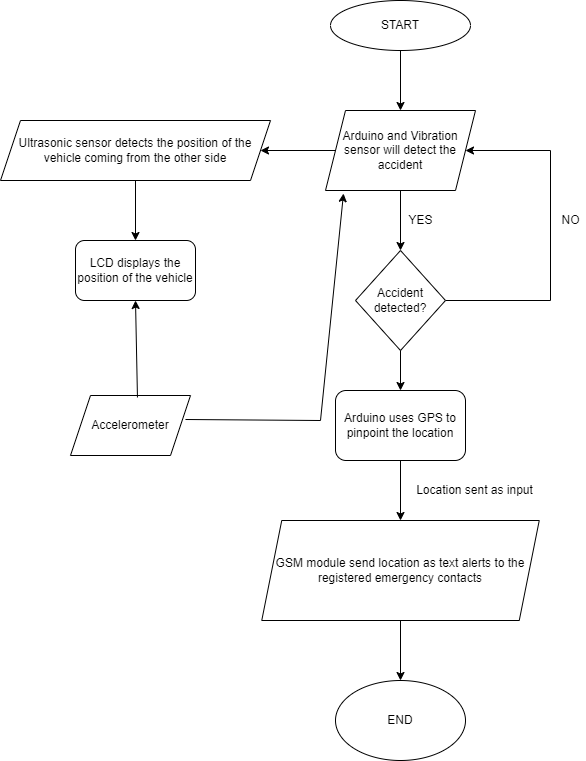 START
Ultrasonic sensor detects the position of the
vehicle coming from the other side
Arduino and Vibration
sensor will detect the
accident
YES
NO
LCD displays the
position of the vehicle
Accident
detected?
Accelerometer
Arduino uses GPS to
pinpoint the location
Location sent as input
GSM module send location as text alerts to the
registered emergency contacts
END